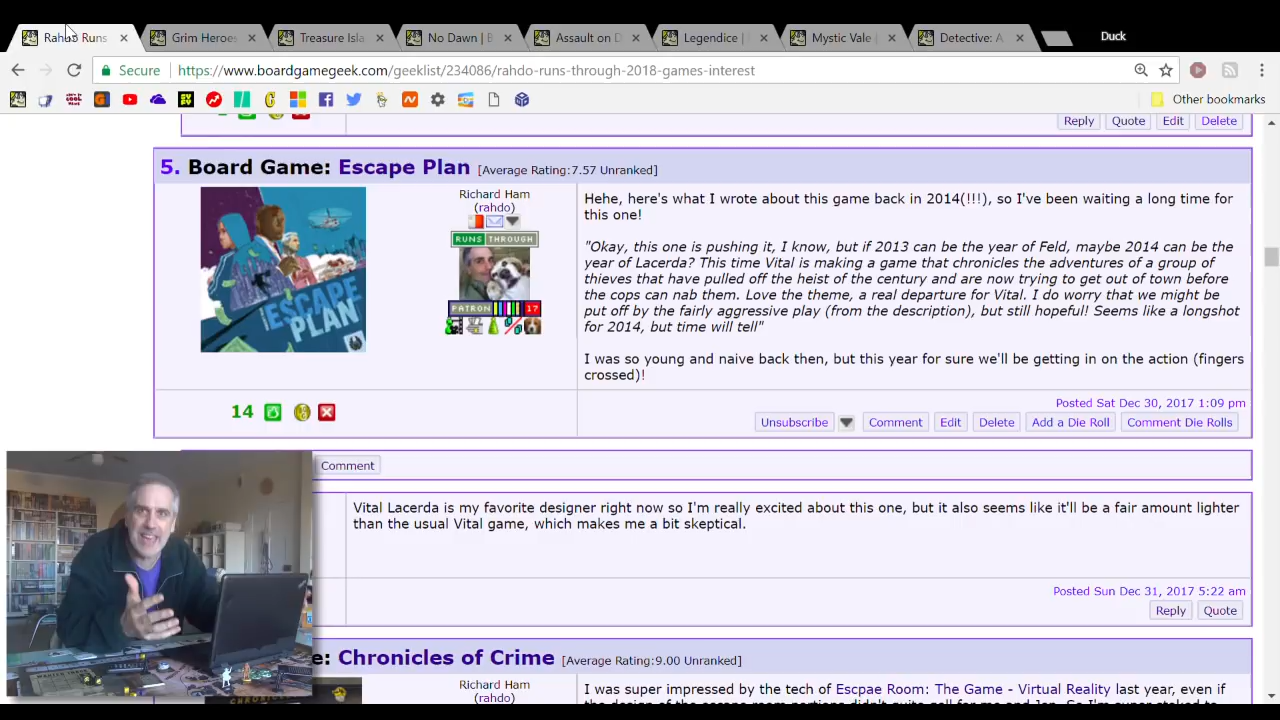 Rahdo Runs
Grim Heroes
Treasure Isla
No Dawn | B
Assault on D
Legendice |
Mystic Vale |
Detective: A
Duck
Secure
https://www.boardgamegeek.com/geeklist/234086/rahdo-runs-through-2018-games-interest
Other bookmarks
Reply Quote Edit Delete
5. Board Game: Escape Plan [Average Rating:7.57 Unranked]
ESCAPE
PLAN
Richard Ham
(rahdo)
RUNS THROUGH
PATRON 17
Hehe, here's what I wrote about this game back in 2014(!!!), so I've been waiting a long time for
this one!
"Okay, this one is pushing it, I know, but if 2013 can be the year of Feld, maybe 2014 can be the
year of Lacerda? This time Vital is making a game that chronicles the adventures of a group of
thieves that have pulled off the heist of the century and are now trying to get out of town before
the cops can nab them. Love the theme, a real departure for Vital. I do worry that we might be
put off by the fairly aggressive play (from the description), but still hopeful! Seems like a longshot
for 2014, but time will tell"
I was so young and naive back then, but this year for sure we'll be getting in on the action (fingers
crossed)!
14
Posted Sat Dec 30, 2017 1:09 pm
Unsubscribe Comment Edit Delete Add a Die Roll Comment Die Rolls
Comment
Vital Lacerda is my favorite designer right now so I'm really excited about this one, but it also seems like it'll be a fair amount lighter
than the usual Vital game, which makes me a bit skeptical.
Posted Sun Dec 31, 2017 5:22 am
Reply Quote
e: Chronicles of Crime [Average Rating:9.00 Unranked]
Richard Ham
(rahdo)
I was super impressed by the tech of Escpae Room: The Game - Virtual Reality last year, even if